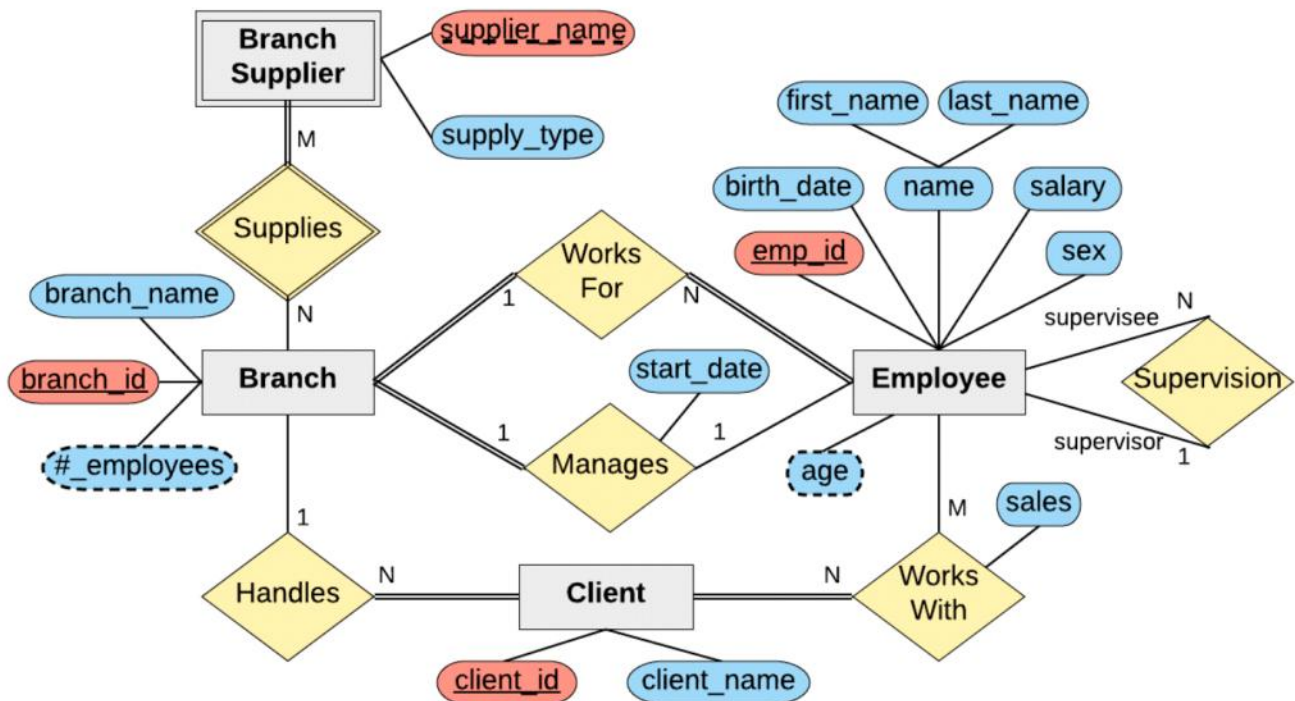 Branch
Supplier
supplier_name
supply_type
M
Supplies
N
first_name
last_name
birth_date
name
salary
emp_id
sex
Works
For
1
N
branch_name
branch_id
#_employees
Branch
start_date
1
Manages
1
Employee
age
supervisee
N
Supervision
supervisor
1
1
Handles
N
Client
client_id
client_name
N
M
Works
With
sales